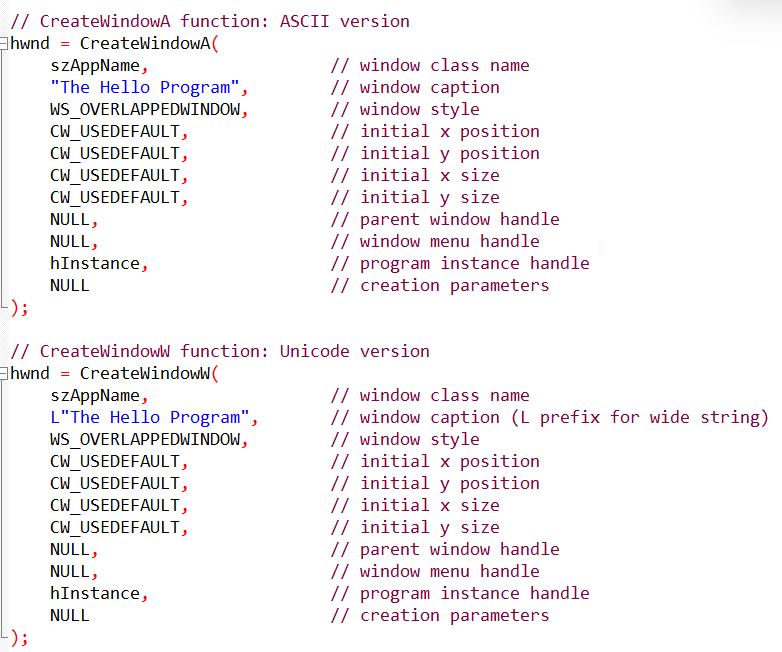 // CreateWindowA function: ASCII version
hwnd = CreateWindowA(
    szAppName,                  // window class name
    "The Hello Program",        // window caption
    WS_OVERLAPPEDWINDOW,        // window style
    CW_USEDEFAULT,              // initial x position
    CW_USEDEFAULT,              // initial y position
    CW_USEDEFAULT,              // initial x size
    CW_USEDEFAULT,              // initial y size
    NULL,                       // parent window handle
    NULL,                       // window menu handle
    hInstance,                  // program instance handle
    NULL                        // creation parameters
);

// CreateWindowW function: Unicode version
hwnd = CreateWindowW(
    szAppName,                  // window class name
    L"The Hello Program",       // window caption (L prefix for wide string)
    WS_OVERLAPPEDWINDOW,        // window style
    CW_USEDEFAULT,              // initial x position
    CW_USEDEFAULT,              // initial y position
    CW_USEDEFAULT,              // initial x size
    CW_USEDEFAULT,              // initial y size
    NULL,                       // parent window handle
    NULL,                       // window menu handle
    hInstance,                  // program instance handle
    NULL                        // creation parameters
);